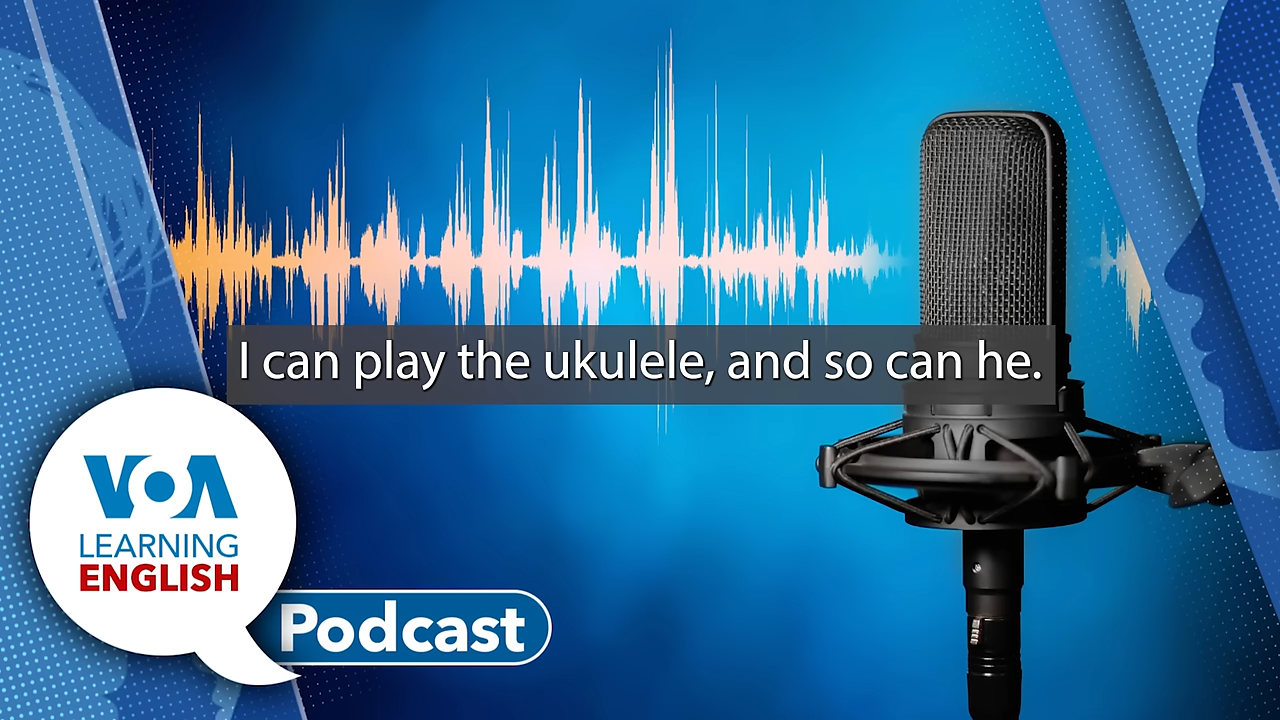 I can play the ukulele, and so can he.
VOA
LEARNING
ENGLISH
Podcast